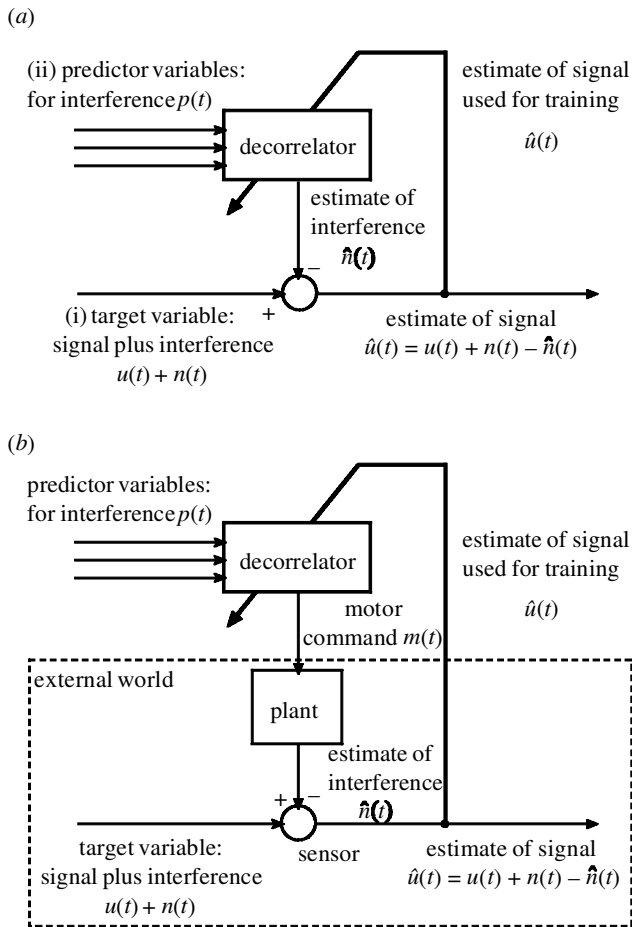 (a)
(ii) predictor variables:
for interference p(t)
estimate of signal
used for training
û(t)
decorrelator
estimate of
interference
n̂(t)
−
+
(i) target variable:
signal plus interference
u(t) + n(t)
estimate of signal
û(t) = u(t) + n(t) – n̂(t)
(b)
predictor variables:
for interference p(t)
estimate of signal
used for training
û(t)
decorrelator
motor
command m(t)
external world
plant
estimate of
interference
n̂(t)
+
−
sensor
target variable:
signal plus interference
u(t) + n(t)
estimate of signal
û(t) = u(t) + n(t) – n̂(t)